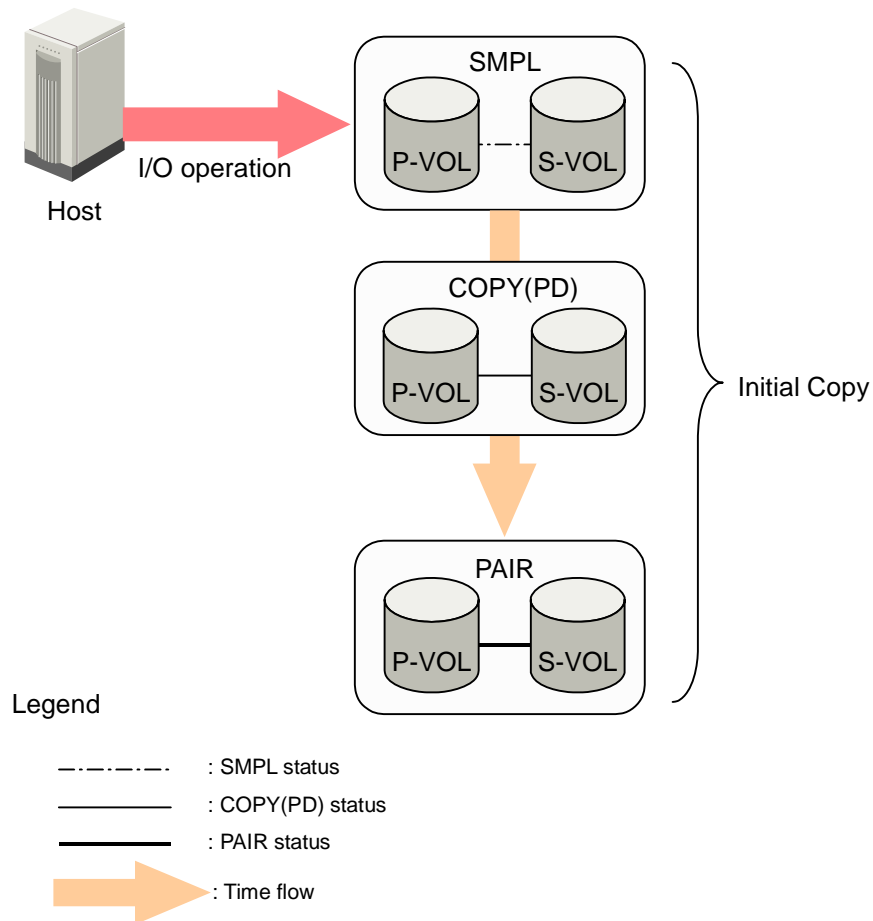 SMPL
P-VOL
S-VOL
I/O operation
Host
COPY(PD)
P-VOL
S-VOL
Initial Copy
PAIR
P-VOL
S-VOL
Legend
: SMPL status
: COPY(PD) status
: PAIR status
: Time flow